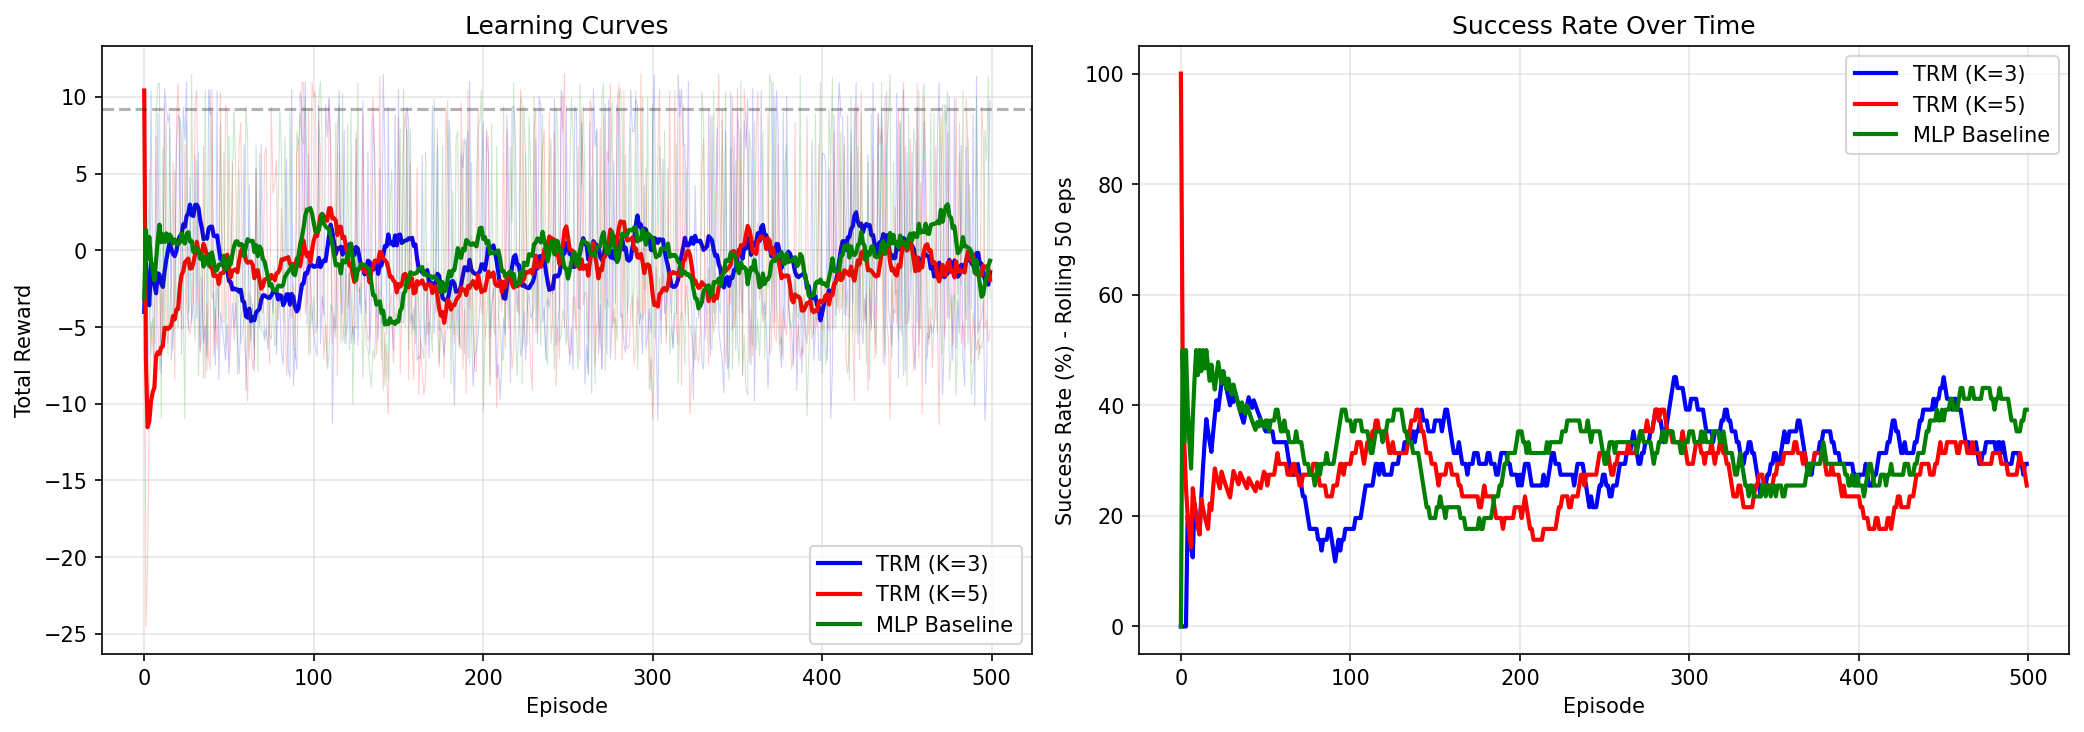 Learning Curves
Total Reward
10
5
0
−5
−10
−15
−20
−25
0
100
200
300
400
500
Episode
TRM (K=3)
TRM (K=5)
MLP Baseline
Success Rate Over Time
Success Rate (%) - Rolling 50 eps
100
80
60
40
20
0
0
100
200
300
400
500
Episode
TRM (K=3)
TRM (K=5)
MLP Baseline